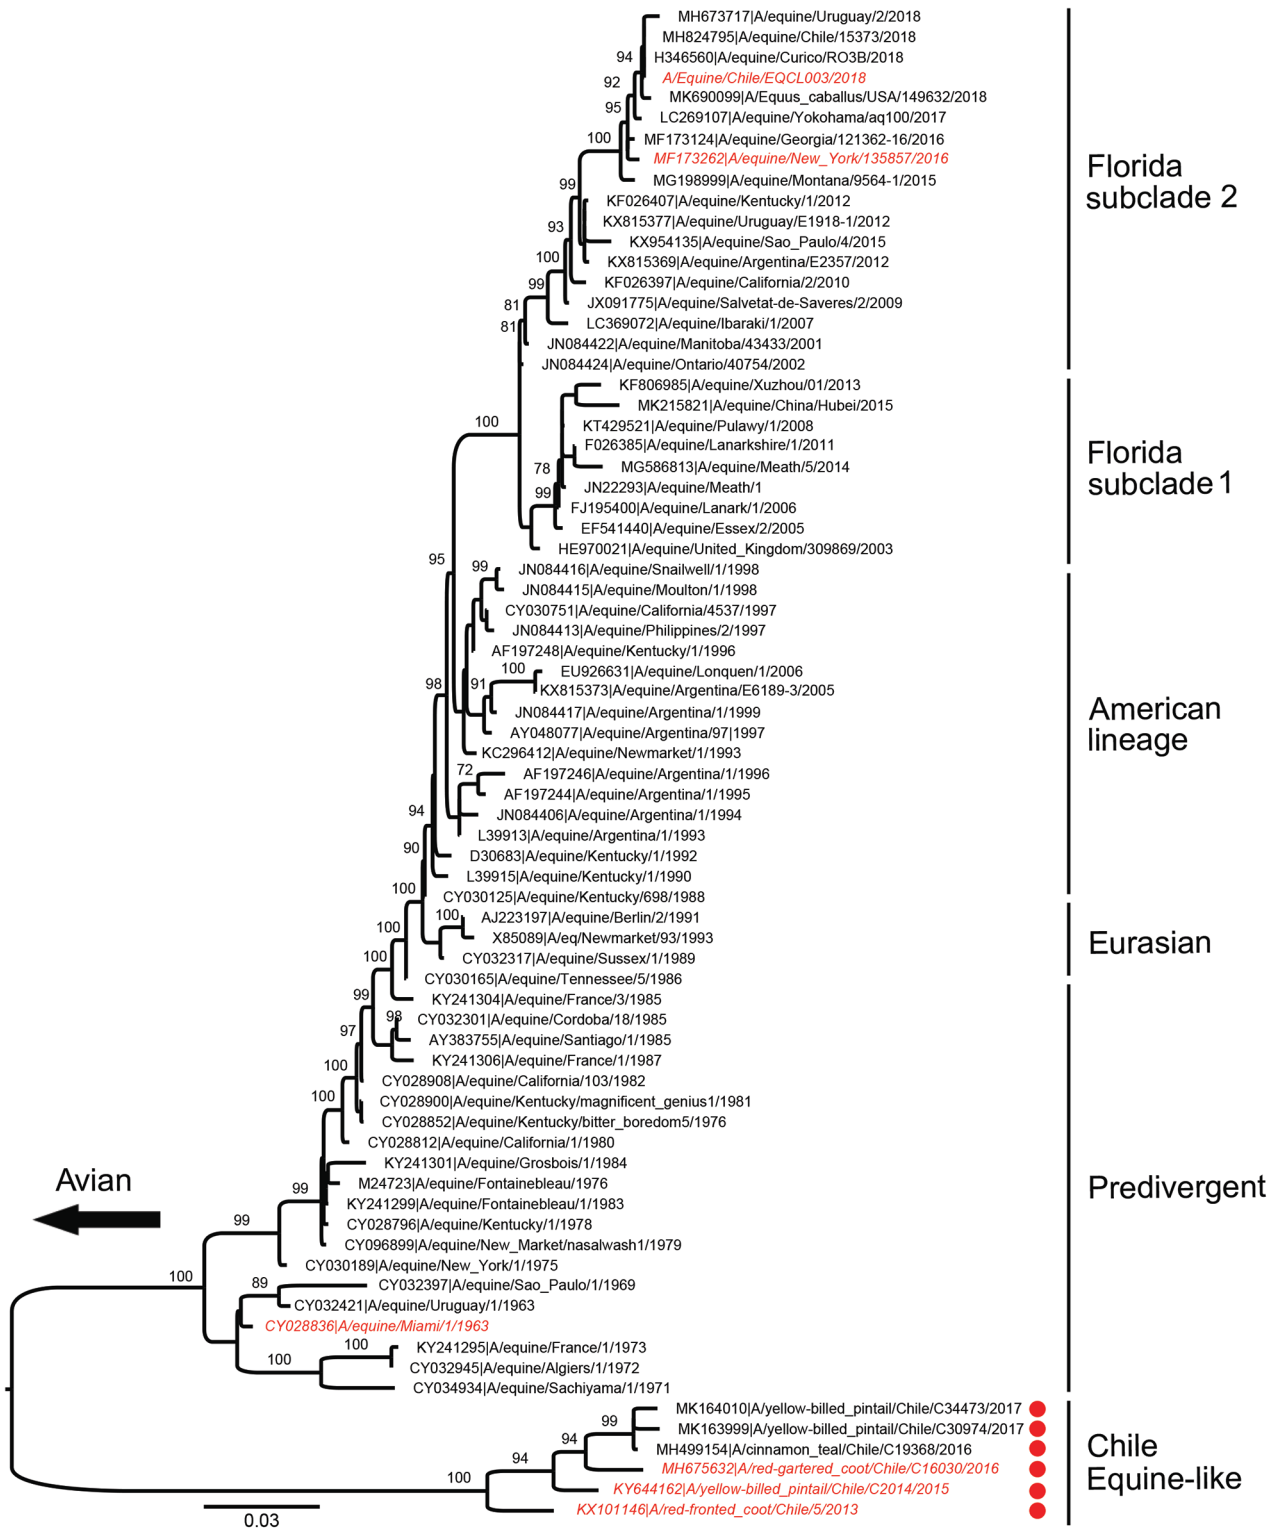 MH673717|A/equine/Uruguay/2/2018
MH824795|A/equine/Chile/15373/2018
94
H346560|A/equine/Curico/RO3B/2018
92
A/Equine/Chile/EQCL003/2018
MK690099|A/Equus_caballus/USA/149632/2018
95
LC269107|A/equine/Yokohama/aq100/2017
100
MF173124|A/equine/Georgia/121362-16/2016
MF173262|A/equine/New_York/135857/2016
MG198999|A/equine/Montana/9564-1/2015
Florida
subclade 2
99
KF026407|A/equine/Kentucky/1/2012
93
KX815377|A/equine/Uruguay/E1918-1/2012
KX954135|A/equine/Sao_Paulo/4/2015
100
KX815369|A/equine/Argentina/E2357/2012
99
KF026397|A/equine/California/2/2010
81
JX091775|A/equine/Salvetat-de-Saveres/2/2009
81
LC369072|A/equine/Ibaraki/1/2007
JN084422|A/equine/Manitoba/43433/2001
JN084424|A/equine/Ontario/40754/2002
KF806985|A/equine/Xuzhou/01/2013
MK215821|A/equine/China/Hubei/2015
100
KT429521|A/equine/Pulawy/1/2008
F026385|A/equine/Lanarkshire/1/2011
78
MG586813|A/equine/Meath/5/2014
Florida
subclade 1
99
JN22293|A/equine/Meath/1
FJ195400|A/equine/Lanark/1/2006
EF541440|A/equine/Essex/2/2005
HE970021|A/equine/United_Kingdom/309869/2003
95
99
JN084416|A/equine/Snailwell/1/1998
JN084415|A/equine/Moulton/1/1998
CY030751|A/equine/California/4537/1997
JN084413|A/equine/Philippines/2/1997
AF197248|A/equine/Kentucky/1/1996
100
EU926631|A/equine/Lonquen/1/2006
98
91
KX815373|A/equine/Argentina/E6189-3/2005
JN084417|A/equine/Argentina/1/1999
AY048077|A/equine/Argentina/97|1997
KC296412|A/equine/Newmarket/1/1993
American
lineage
72
AF197246|A/equine/Argentina/1/1996
AF197244|A/equine/Argentina/1/1995
94
JN084406|A/equine/Argentina/1/1994
L39913|A/equine/Argentina/1/1993
90
D30683|A/equine/Kentucky/1/1992
L39915|A/equine/Kentucky/1/1990
100
CY030125|A/equine/Kentucky/698/1988
100
AJ223197|A/equine/Berlin/2/1991
100
X85089|A/eq/Newmarket/93/1993
100
CY032317|A/equine/Sussex/1/1989
Eurasian
CY030165|A/equine/Tennessee/5/1986
99
KY241304|A/equine/France/3/1985
98
CY032301|A/equine/Cordoba/18/1985
97
AY383755|A/equine/Santiago/1/1985
100
KY241306|A/equine/France/1/1987
CY028908|A/equine/California/103/1982
100
CY028900|A/equine/Kentucky/magnificent_genius1/1981
CY028852|A/equine/Kentucky/bitter_boredom5/1976
CY028812|A/equine/California/1/1980
KY241301|A/equine/Grosbois/1/1984
Avian
99
M24723|A/equine/Fontainebleau/1976
Predivergent
KY241299|A/equine/Fontainebleau/1/1983
99
CY028796|A/equine/Kentucky/1/1978
CY096899|A/equine/New_Market/nasalwash1/1979
CY030189|A/equine/New_York/1/1975
100
89
CY032397|A/equine/Sao_Paulo/1/1969
CY032421|A/equine/Uruguay/1/1963
CY028836|A/equine/Miami/1/1963
100
KY241295|A/equine/France/1/1973
100
CY032945|A/equine/Algiers/1/1972
CY034934|A/equine/Sachiyama/1/1971
MK164010|A/yellow-billed_pintail/Chile/C34473/2017
99
MK163999|A/yellow-billed_pintail/Chile/C30974/2017
94
MH499154|A/cinnamon_teal/Chile/C19368/2016
94
MH675632|A/red-gartered_coot/Chile/C16030/2016
100
KY644162|A/yellow-billed_pintail/Chile/C2014/2015
KX101146|A/red-fronted_coot/Chile/5/2013
Chile
Equine-like
0.03